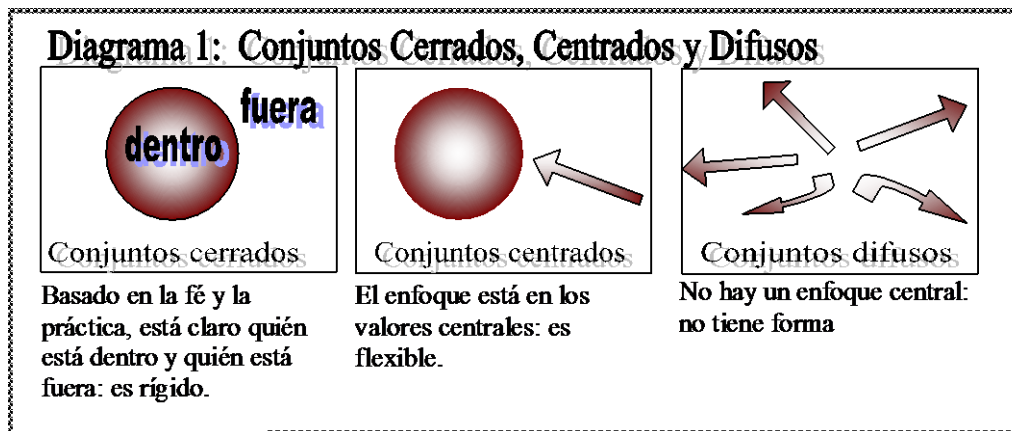 Diagrama 1: Conjuntos Cerrados, Centrados y Difusos
fuera
dentro
Conjuntos cerrados
Basado en la fé y la
práctica, está claro quién
está dentro y quién está
fuera: es rígido.
Conjuntos centrados
El enfoque está en los
valores centrales: es
flexible.
Conjuntos difusos
No hay un enfoque central:
no tiene forma